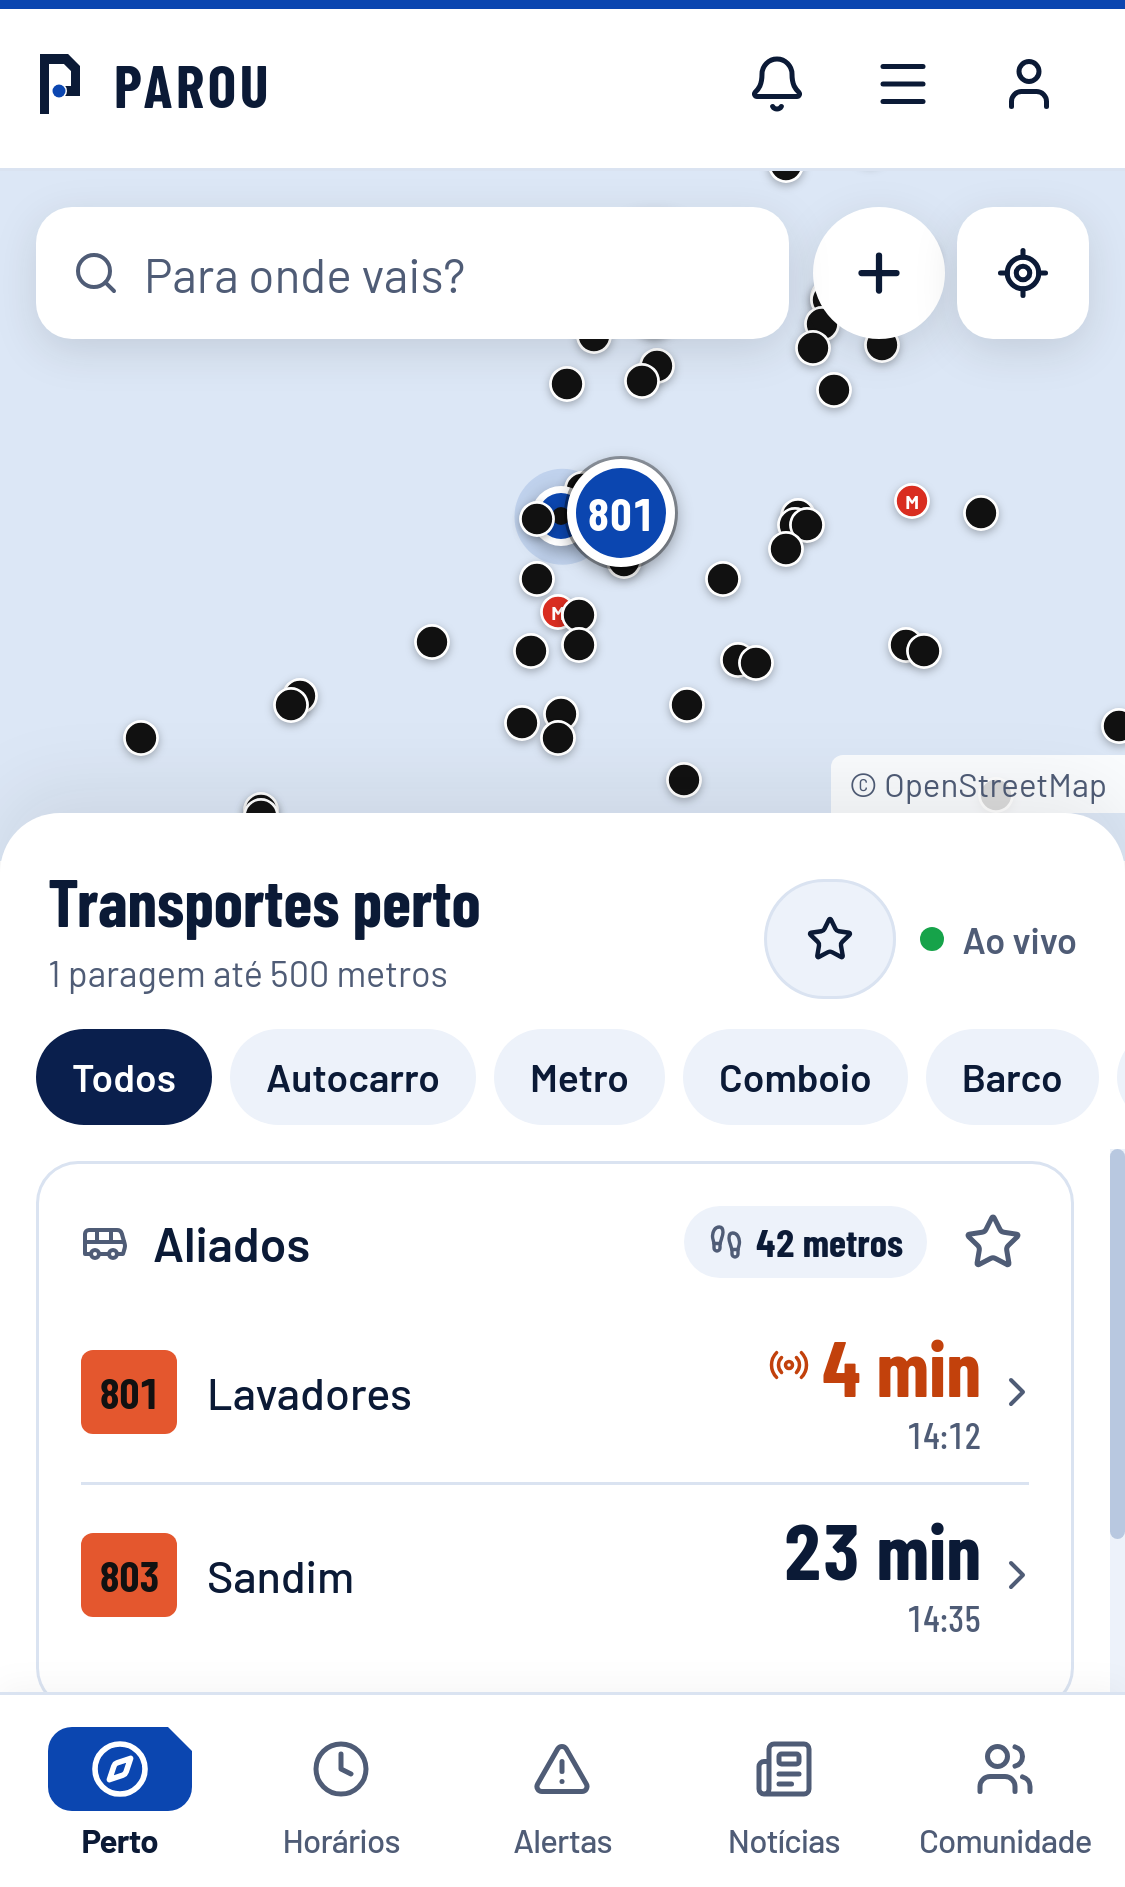 PAROU
Para onde vais?
801
M
M
© OpenStreetMap
Transportes perto
1 paragem até 500 metros
Ao vivo
Todos
Autocarro
Metro
Comboio
Barco
Aliados
42 metros
801
Lavadores
4 min
14:12
803
Sandim
23 min
14:35
Perto
Horários
Alertas
Notícias
Comunidade